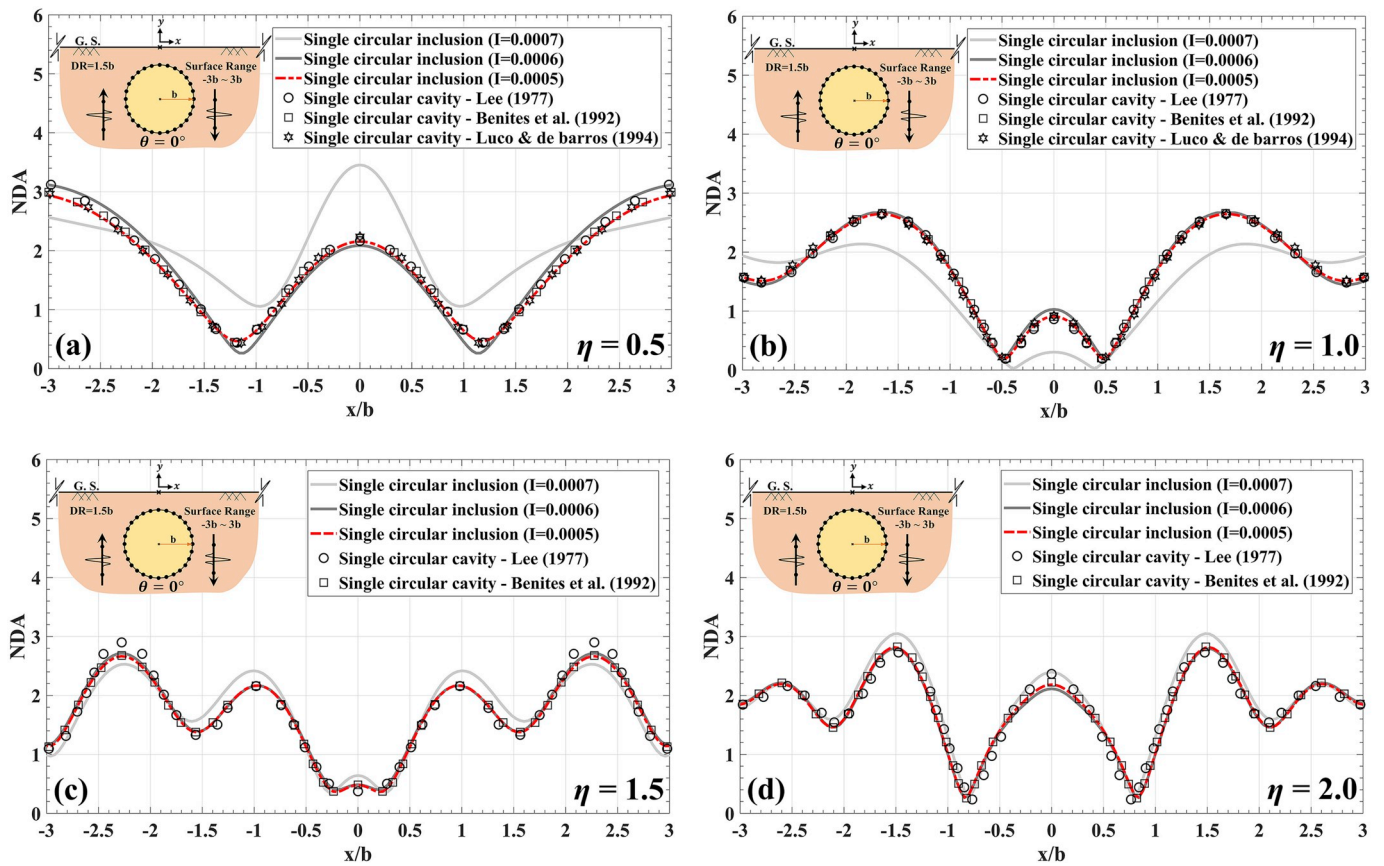 6
5
4
3
2
1
0
NDA
G. S.
y
x
DR=1.5b
Surface Range
-3b ~ 3b
b
θ = 0°
Single circular inclusion (I=0.0007)
Single circular inclusion (I=0.0006)
Single circular inclusion (I=0.0005)
Single circular cavity - Lee (1977)
Single circular cavity - Benites et al. (1992)
Single circular cavity - Luco & de barros (1994)
(a)
η = 0.5
-3 -2.5 -2 -1.5 -1 -0.5 0 0.5 1 1.5 2 2.5 3
x/b
6
5
4
3
2
1
0
NDA
G. S.
y
x
DR=1.5b
Surface Range
-3b ~ 3b
b
θ = 0°
Single circular inclusion (I=0.0007)
Single circular inclusion (I=0.0006)
Single circular inclusion (I=0.0005)
Single circular cavity - Lee (1977)
Single circular cavity - Benites et al. (1992)
Single circular cavity - Luco & de barros (1994)
(b)
η = 1.0
-3 -2.5 -2 -1.5 -1 -0.5 0 0.5 1 1.5 2 2.5 3
x/b
6
5
4
3
2
1
0
NDA
G. S.
y
x
DR=1.5b
Surface Range
-3b ~ 3b
b
θ = 0°
Single circular inclusion (I=0.0007)
Single circular inclusion (I=0.0006)
Single circular inclusion (I=0.0005)
Single circular cavity - Lee (1977)
Single circular cavity - Benites et al. (1992)
(c)
η = 1.5
-3 -2.5 -2 -1.5 -1 -0.5 0 0.5 1 1.5 2 2.5 3
x/b
6
5
4
3
2
1
0
NDA
G. S.
y
x
DR=1.5b
Surface Range
-3b ~ 3b
b
θ = 0°
Single circular inclusion (I=0.0007)
Single circular inclusion (I=0.0006)
Single circular inclusion (I=0.0005)
Single circular cavity - Lee (1977)
Single circular cavity - Benites et al. (1992)
(d)
η = 2.0
-3 -2.5 -2 -1.5 -1 -0.5 0 0.5 1 1.5 2 2.5 3
x/b